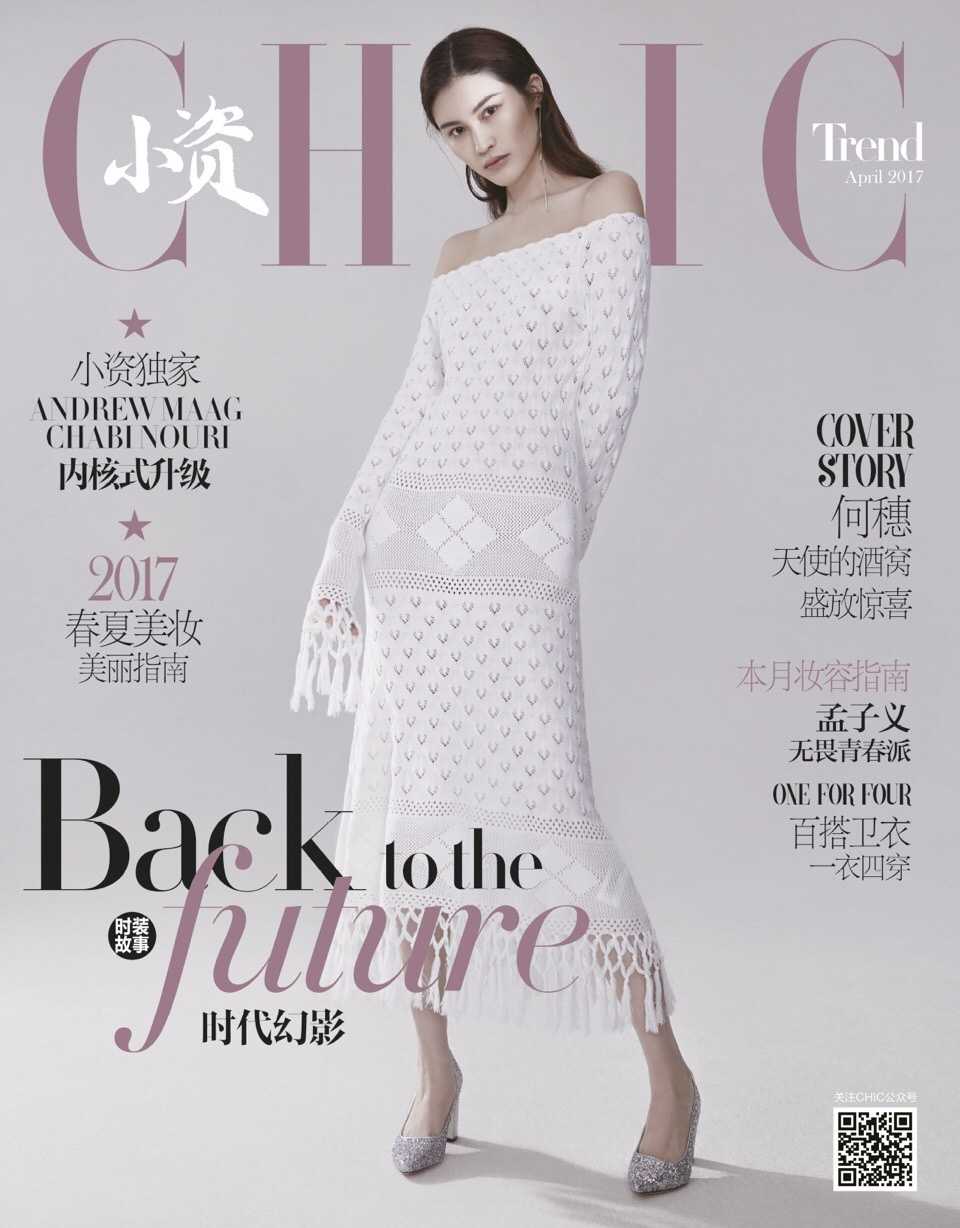 CHIC
小资
Trend
April 2017
小资独家
ANDREW MAAG
CHABI NOURI
内核式升级
2017
春夏美妆
美丽指南
COVER
STORY
何穗
天使的酒窝
盛放惊喜
本月妆容指南
孟子义
无畏青春派
ONE FOR FOUR
百搭卫衣
一衣四穿
Back to the
future
时装
故事
时代幻影
关注CHIC公众号